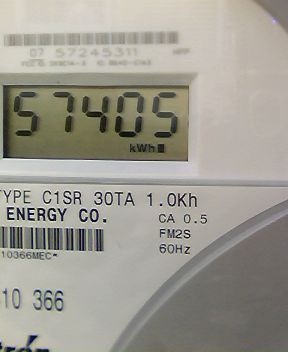 07 57245311
57405
kWh
TYPE C1SR 30TA 1.0Kh
ENERGY CO.
CA 0.5
FM2S
60Hz
10366MEC*
10 366